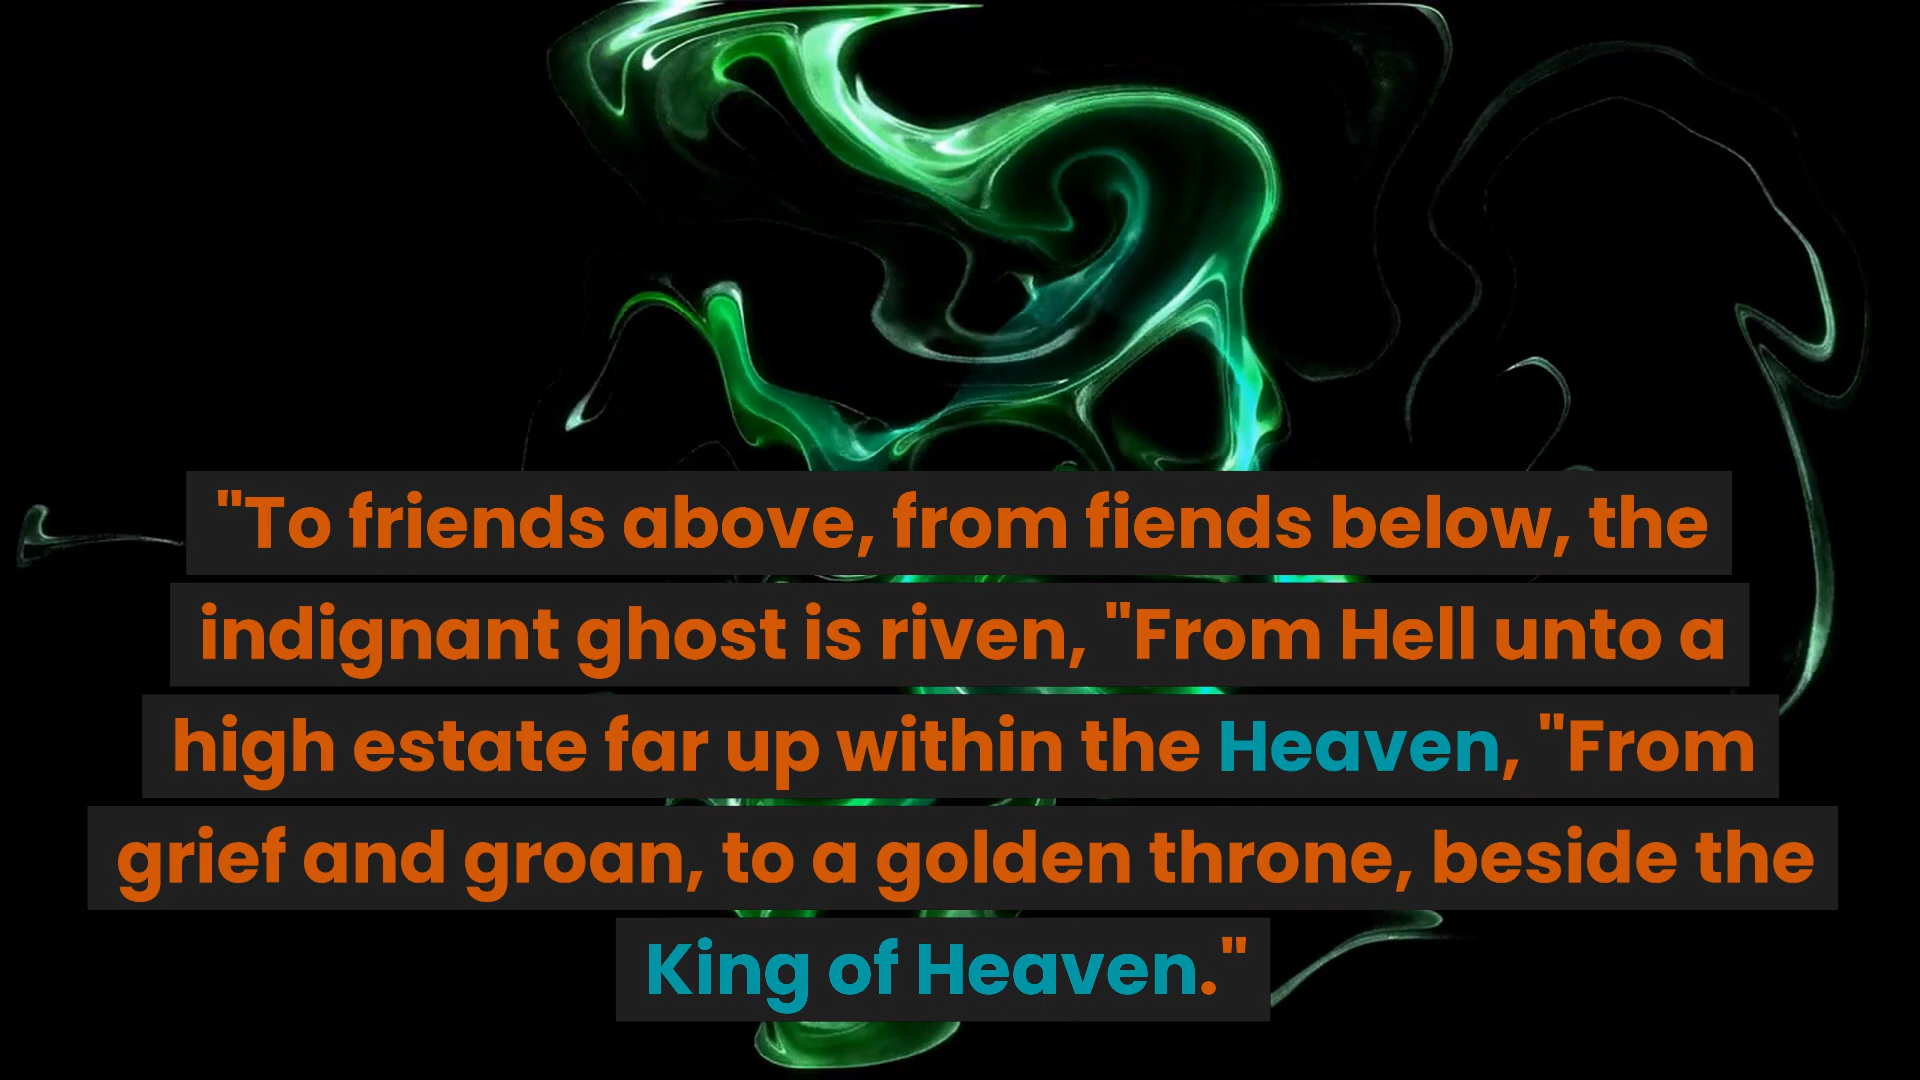 "To friends above, from fiends below, the
indignant ghost is riven, "From Hell unto a
high estate far up within the Heaven, "From
grief and groan, to a golden throne, beside the
King of Heaven."